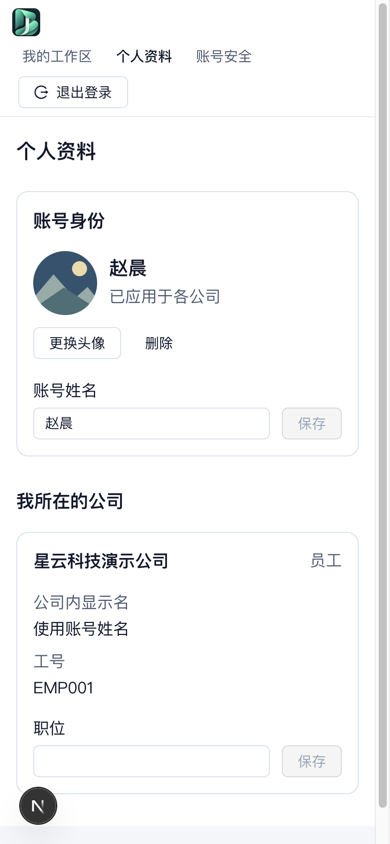 我的工作区 个人资料 账号安全
退出登录
个人资料
账号身份
赵晨
已应用于各公司
更换头像 删除
账号姓名
赵晨 保存
我所在的公司
星云科技演示公司 员工
公司内显示名
使用账号姓名
工号
EMP001
职位
保存
N